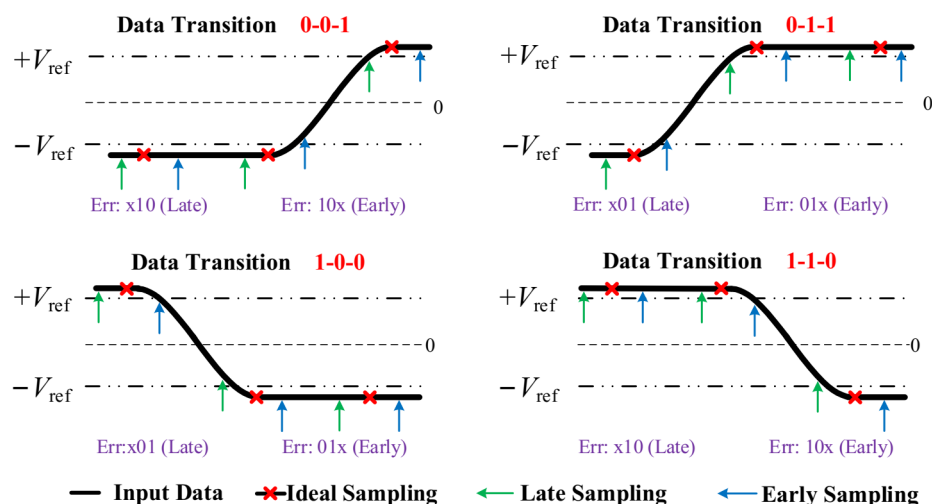 Data Transition 0-0-1
+Vref
0
−Vref
Err: x10 (Late) Err: 10x (Early)
Data Transition 0-1-1
+Vref
0
−Vref
Err: x01 (Late) Err: 01x (Early)
Data Transition 1-0-0
+Vref
0
−Vref
Err:x01 (Late) Err: 01x (Early)
Data Transition 1-1-0
+Vref
0
−Vref
Err: x10 (Late) Err: 10x (Early)
Input Data Ideal Sampling Late Sampling Early Sampling